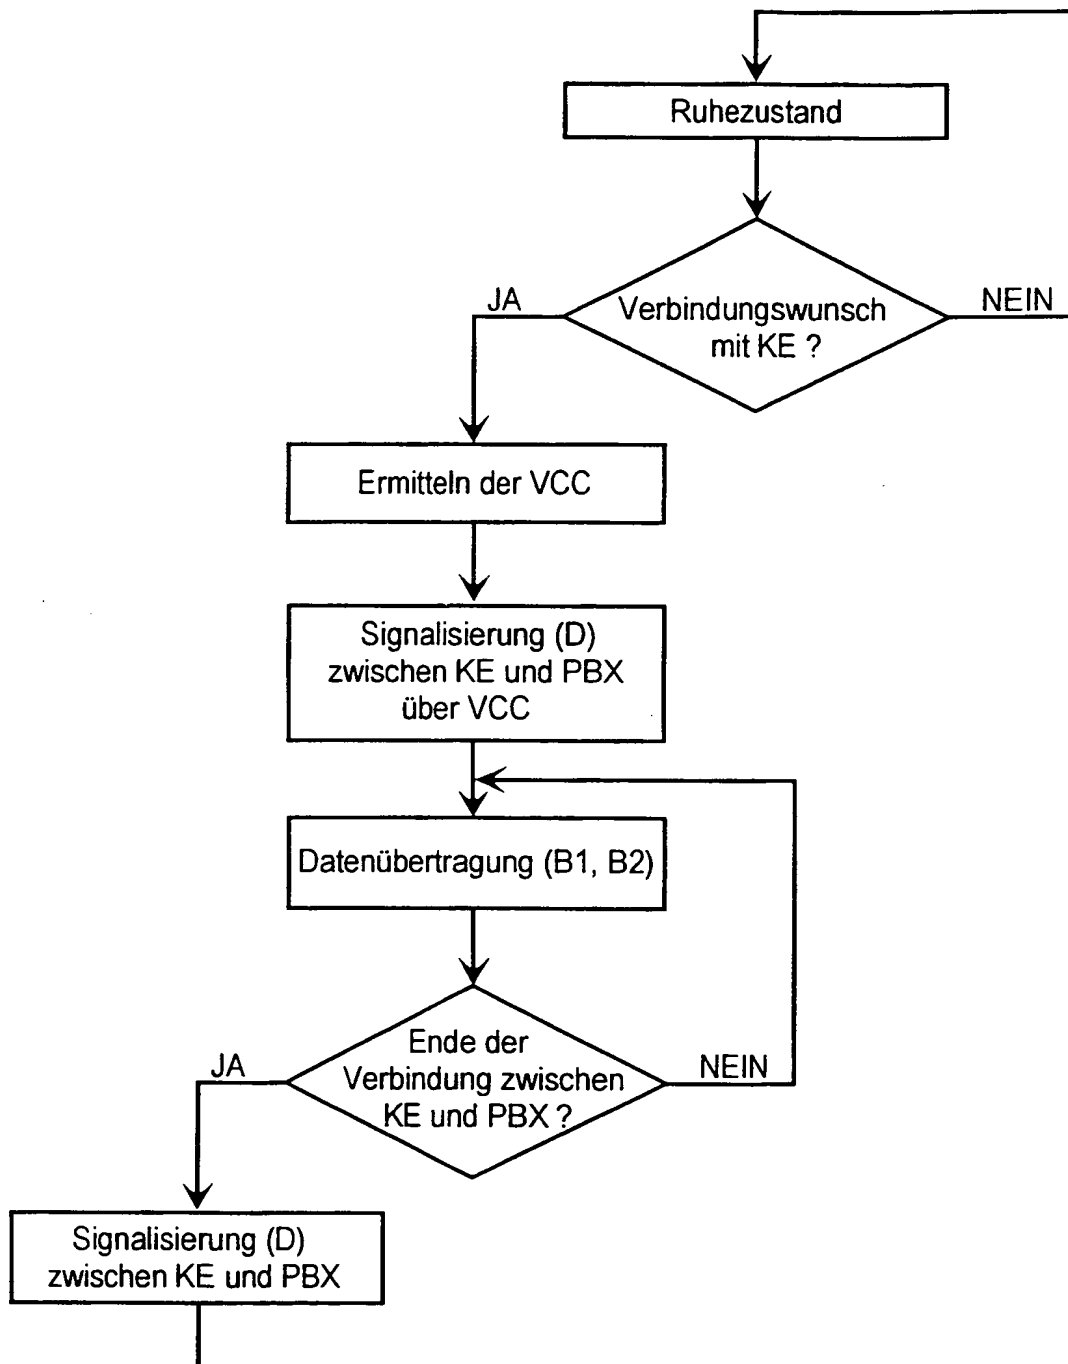 Ruhezustand
JA
Verbindungswunsch
mit KE ?
NEIN
Ermitteln der VCC
Signalisierung (D)
zwischen KE und PBX
über VCC
Datenübertragung (B1, B2)
JA
Ende der
Verbindung zwischen
KE und PBX ?
NEIN
Signalisierung (D)
zwischen KE und PBX